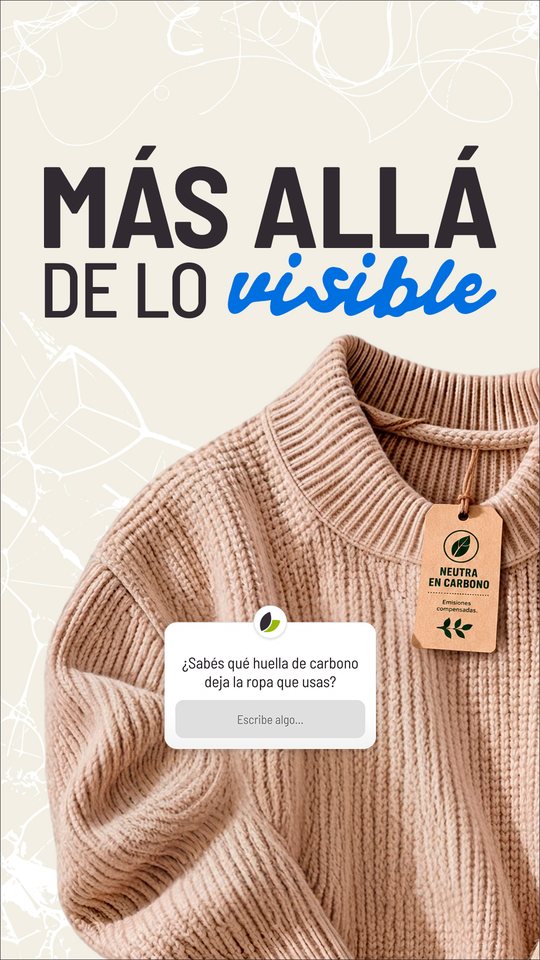 MÁS ALLÁ
DE LO visible
NEUTRA
EN CARBONO
Emisiones
compensadas.
¿Sabés qué huella de carbono
deja la ropa que usas?
Escribe algo...